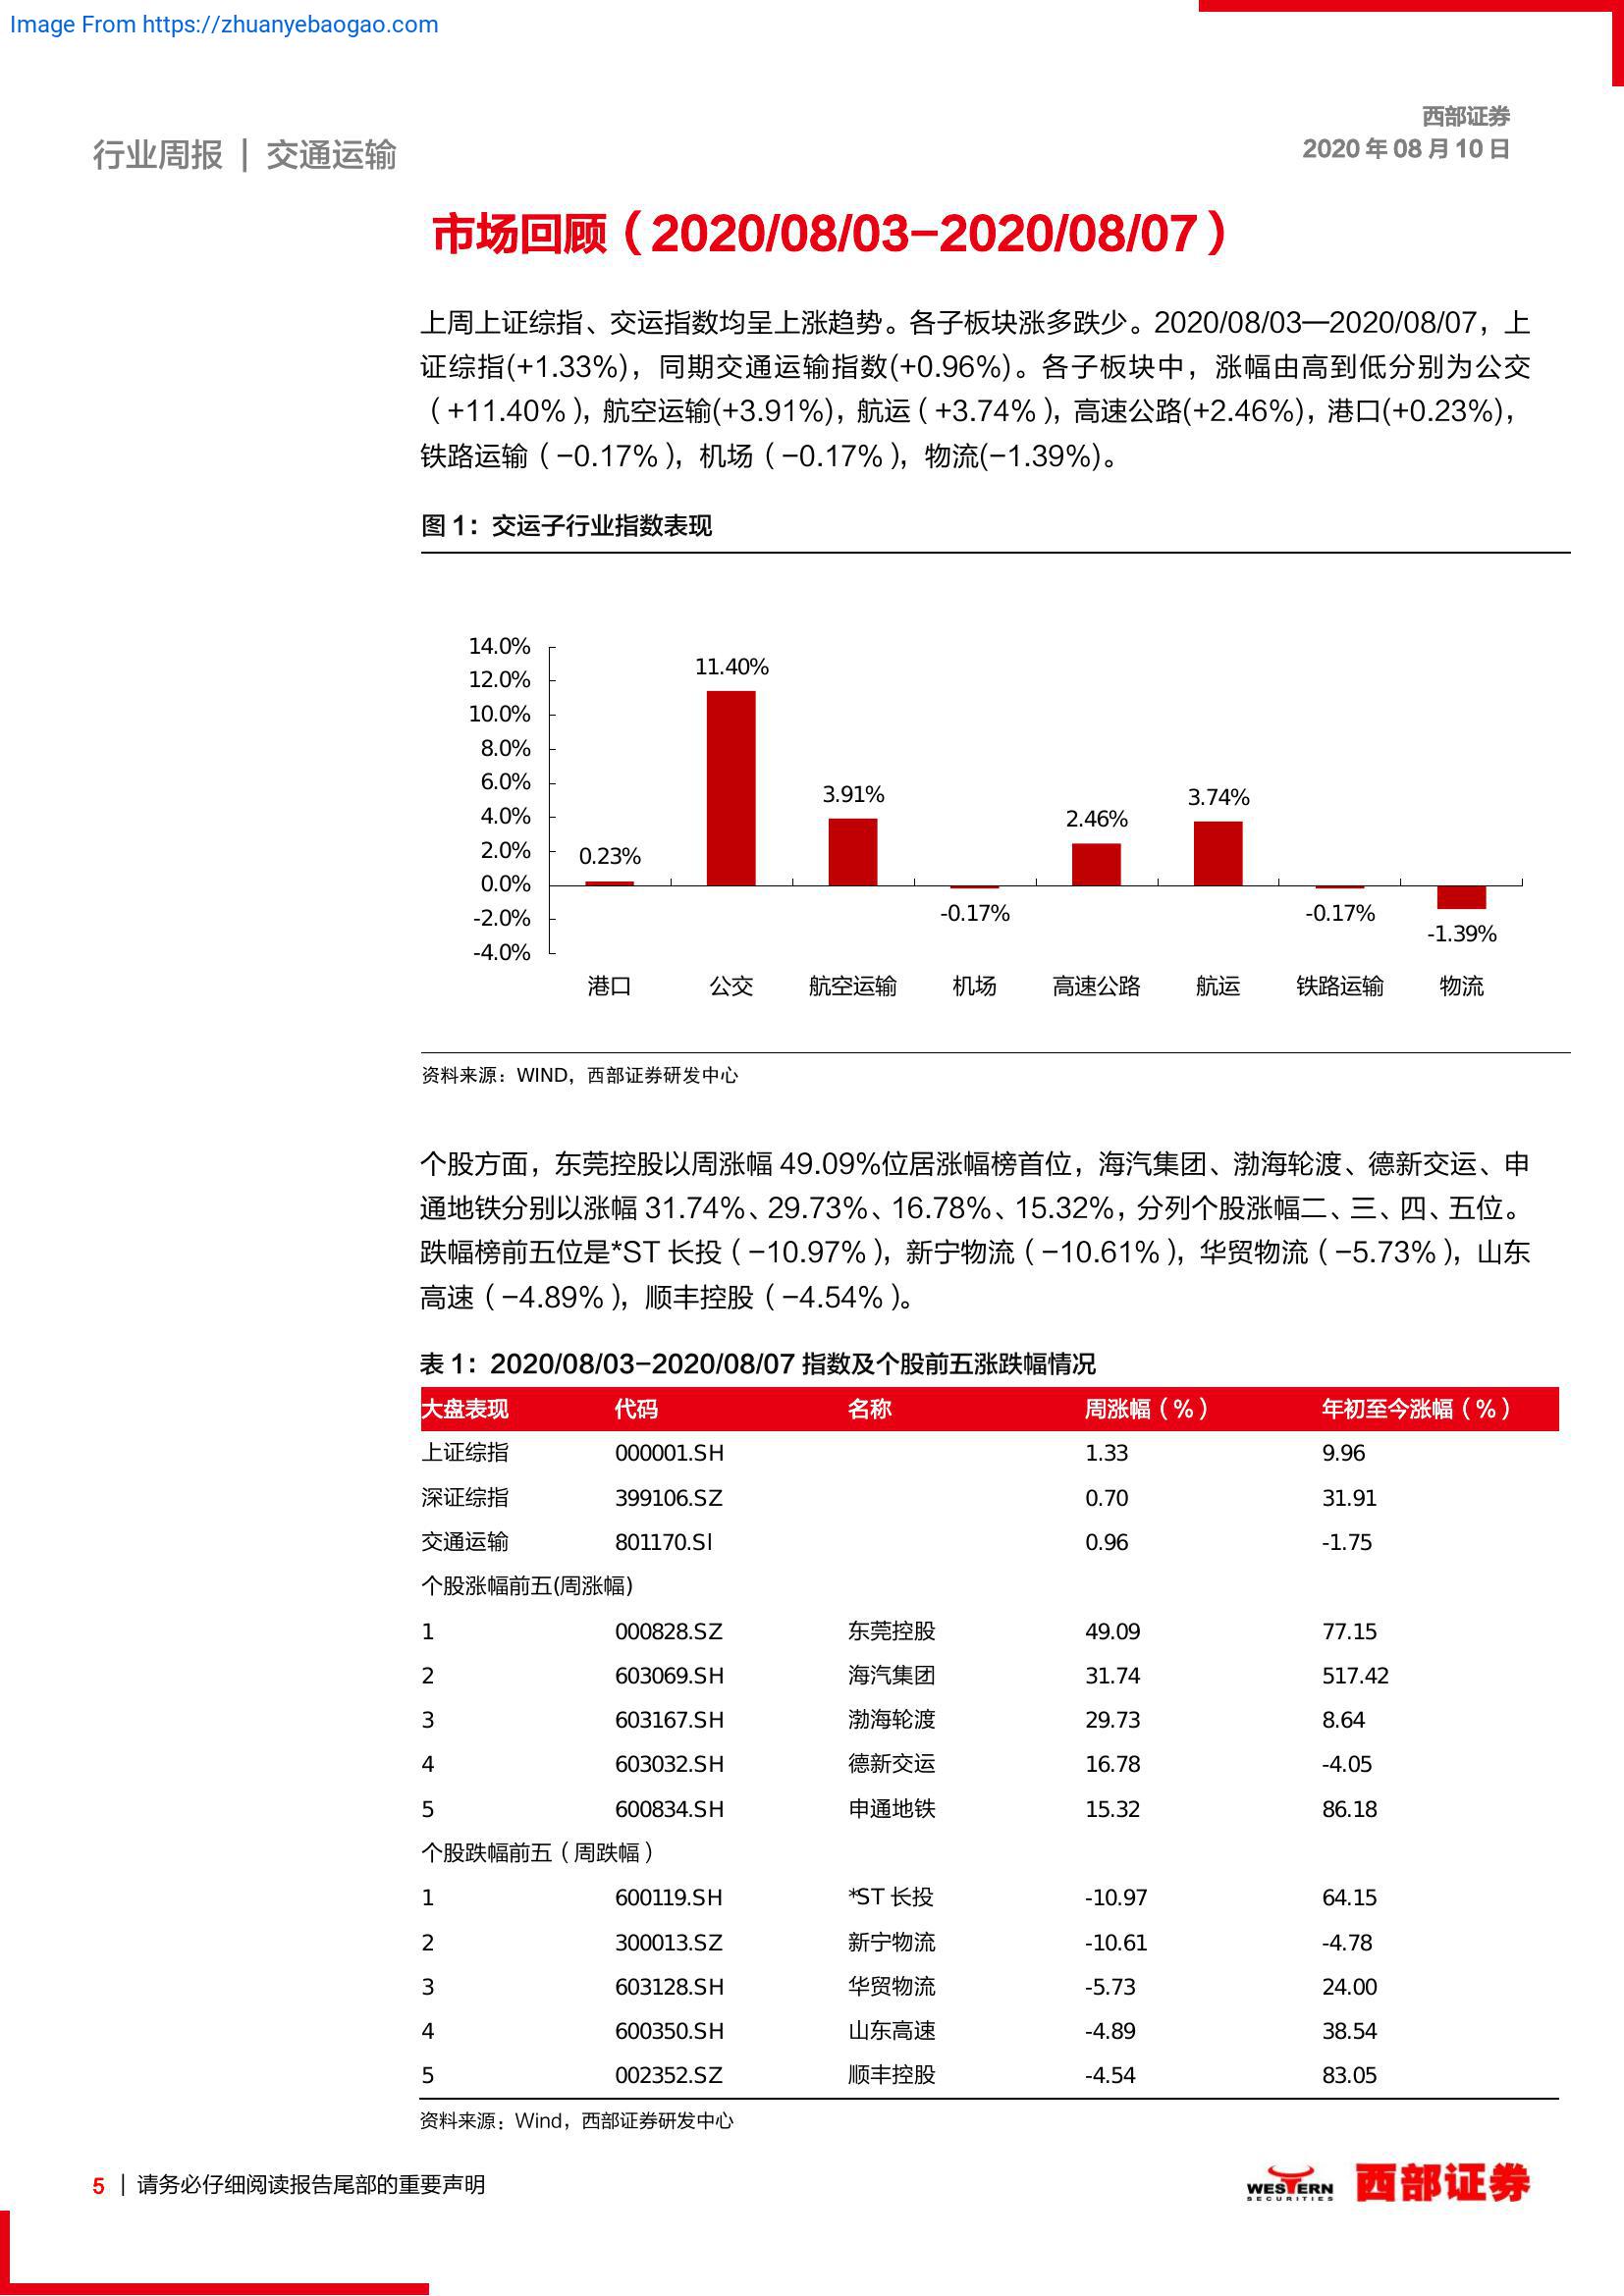 Image From https://zhuanyebaogao.com
西部证券
2020 年 08 月 10 日
行业周报 | 交通运输
市场回顾（2020/08/03-2020/08/07）
上周上证综指、交运指数均呈上涨趋势。各子板块涨多跌少。2020/08/03—2020/08/07，上
证综指(+1.33%)，同期交通运输指数(+0.96%)。各子板块中，涨幅由高到低分别为公交
（+11.40%），航空运输(+3.91%)，航运（+3.74%），高速公路(+2.46%)，港口(+0.23%)，
铁路运输（-0.17%），机场（-0.17%），物流(-1.39%)。
图 1：交运子行业指数表现
14.0%
12.0%
10.0%
8.0%
6.0%
4.0%
2.0%
0.0%
-2.0%
-4.0%
0.23%
11.40%
3.91%
-0.17%
2.46%
3.74%
-0.17%
-1.39%
港口 公交 航空运输 机场 高速公路 航运 铁路运输 物流
资料来源：WIND，西部证券研发中心
个股方面，东莞控股以周涨幅 49.09%位居涨幅榜首位，海汽集团、渤海轮渡、德新交运、申
通地铁分别以涨幅 31.74%、29.73%、16.78%、15.32%，分列个股涨幅二、三、四、五位。
跌幅榜前五位是*ST 长投（-10.97%），新宁物流（-10.61%），华贸物流（-5.73%），山东
高速（-4.89%），顺丰控股（-4.54%）。
表 1：2020/08/03-2020/08/07 指数及个股前五涨跌幅情况
大盘表现 代码 名称 周涨幅（%） 年初至今涨幅（%）
上证综指 000001.SH 1.33 9.96
深证综指 399106.SZ 0.70 31.91
交通运输 801170.SI 0.96 -1.75
个股涨幅前五(周涨幅)
1 000828.SZ 东莞控股 49.09 77.15
2 603069.SH 海汽集团 31.74 517.42
3 603167.SH 渤海轮渡 29.73 8.64
4 603032.SH 德新交运 16.78 -4.05
5 600834.SH 申通地铁 15.32 86.18
个股跌幅前五（周跌幅）
1 600119.SH *ST 长投 -10.97 64.15
2 300013.SZ 新宁物流 -10.61 -4.78
3 603128.SH 华贸物流 -5.73 24.00
4 600350.SH 山东高速 -4.89 38.54
5 002352.SZ 顺丰控股 -4.54 83.05
资料来源：Wind，西部证券研发中心
5 | 请务必仔细阅读报告尾部的重要声明
WESTERN
SECURITIES
西部证券